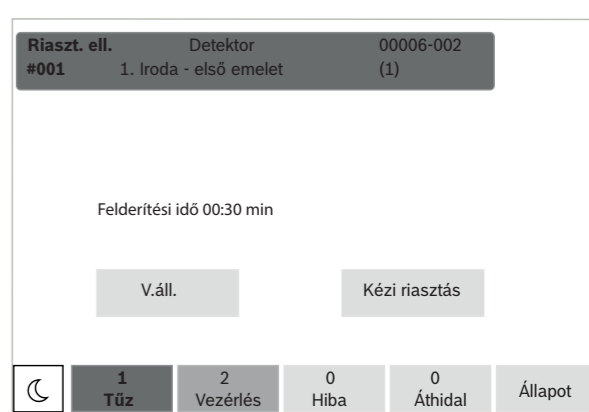 Riaszt. ell. Detektor 00006-002
#001 1. Iroda - első emelet (1)
Felderítési idő 00:30 min
V.áll. Kézi riasztás
1 2 0 0
Tűz Vezérlés Hiba Áthidal Állapot